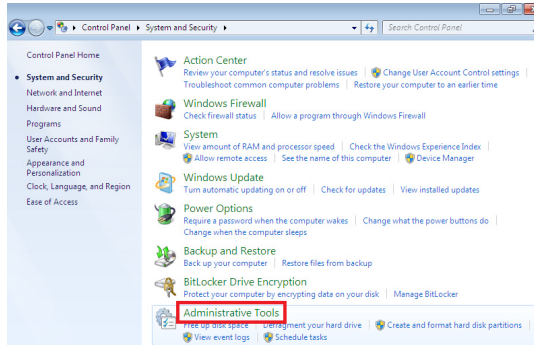 Control Panel ▸ System and Security ▸
Search Control Panel
Control Panel Home
System and Security
Network and Internet
Hardware and Sound
Programs
User Accounts and Family
Safety
Appearance and
Personalization
Clock, Language, and Region
Ease of Access
Action Center
Review your computer's status and resolve issues | Change User Account Control settings |
Troubleshoot common computer problems | Restore your computer to an earlier time
Windows Firewall
Check firewall status | Allow a program through Windows Firewall
System
View amount of RAM and processor speed | Check the Windows Experience Index |
Allow remote access | See the name of this computer | Device Manager
Windows Update
Turn automatic updating on or off | Check for updates | View installed updates
Power Options
Require a password when the computer wakes | Change what the power buttons do |
Change when the computer sleeps
Backup and Restore
Back up your computer | Restore files from backup
BitLocker Drive Encryption
Protect your computer by encrypting data on your disk | Manage BitLocker
Administrative Tools
Free up disk space | Defragment your hard drive | Create and format hard disk partitions |
View event logs | Schedule tasks